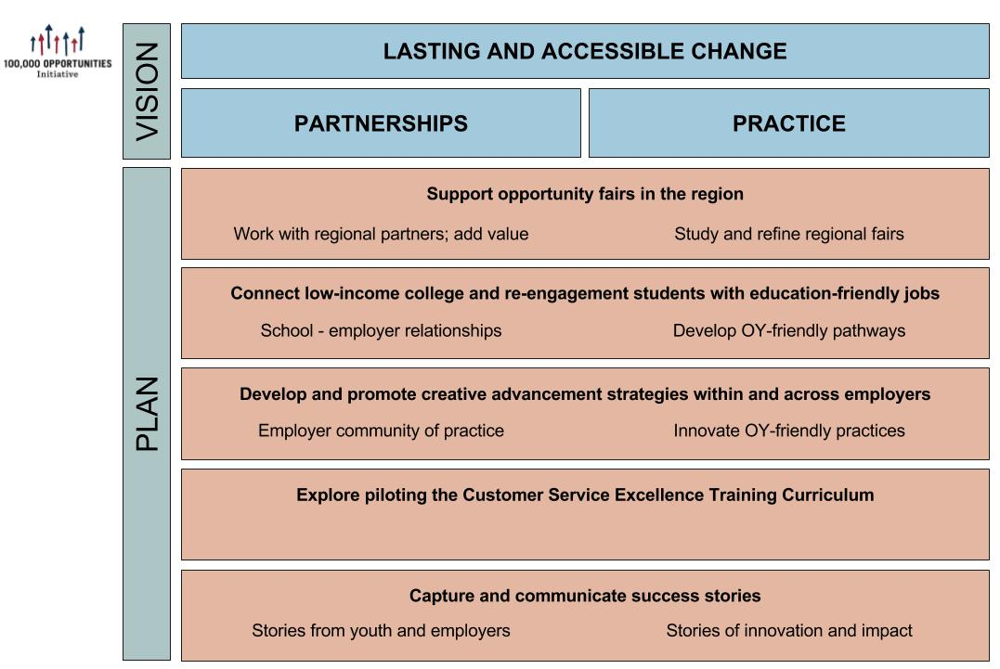 100,000 OPPORTUNITIES
Initiative
VISION
LASTING AND ACCESSIBLE CHANGE
PARTNERSHIPS
PRACTICE
PLAN
Support opportunity fairs in the region
Work with regional partners; add value
Study and refine regional fairs
Connect low-income college and re-engagement students with education-friendly jobs
School - employer relationships
Develop OY-friendly pathways
Develop and promote creative advancement strategies within and across employers
Employer community of practice
Innovate OY-friendly practices
Explore piloting the Customer Service Excellence Training Curriculum
Capture and communicate success stories
Stories from youth and employers
Stories of innovation and impact